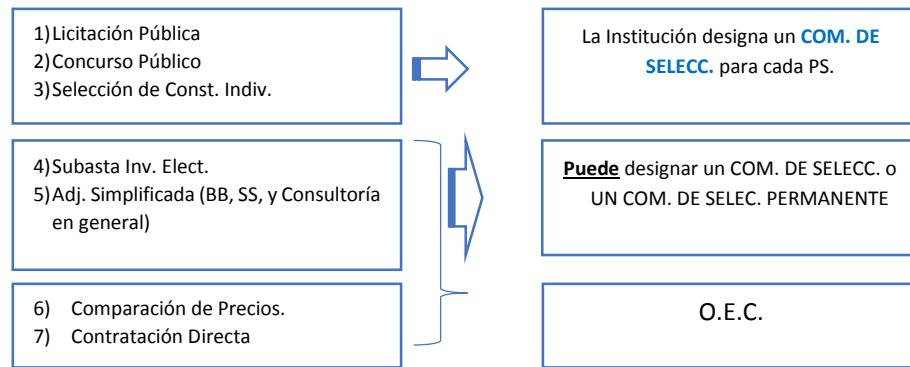 1)Licitación Pública
2)Concurso Público
3)Selección de Const. Indiv.
La Institución designa un COM. DE
SELECC. para cada PS.
4)Subasta Inv. Elect.
5)Adj. Simplificada (BB, SS, y Consultoría
en general)
Puede designar un COM. DE SELECC. o
UN COM. DE SELEC. PERMANENTE
6) Comparación de Precios.
7) Contratación Directa
O.E.C.